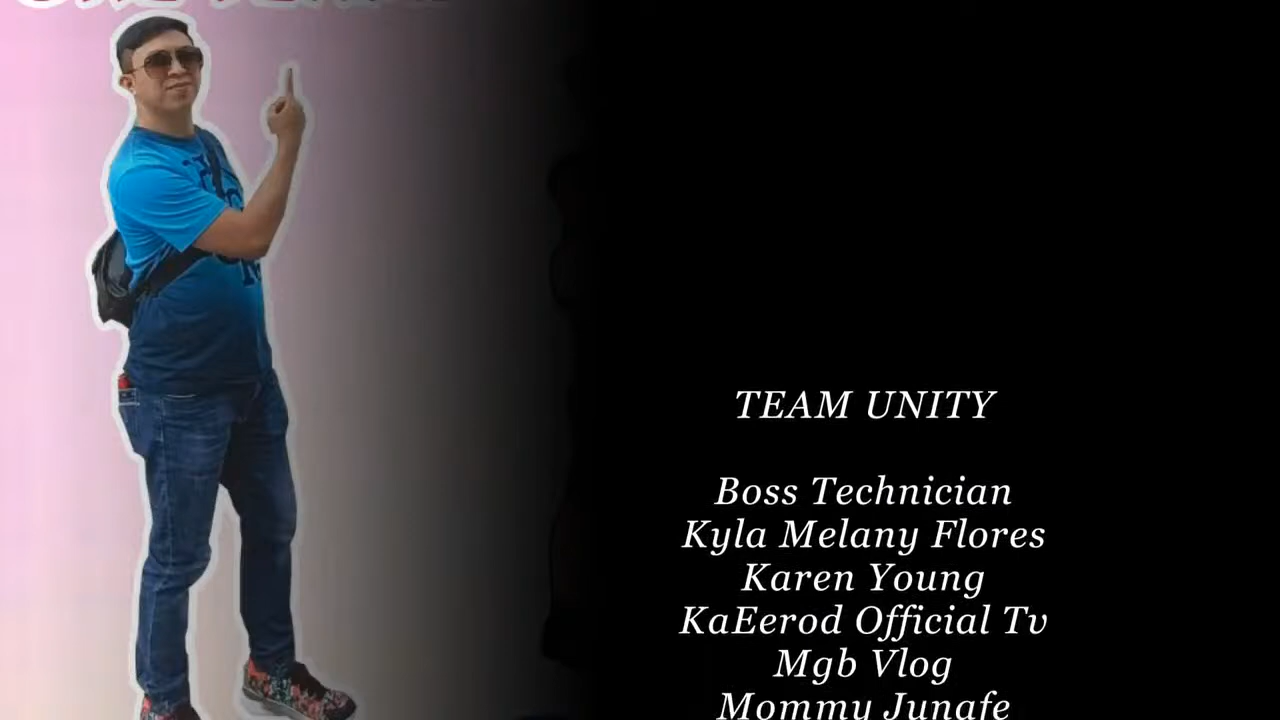 TEAM UNITY
Boss Technician
Kyla Melany Flores
Karen Young
KaEerod Official Tv
Mgb Vlog
Mommy Junafe